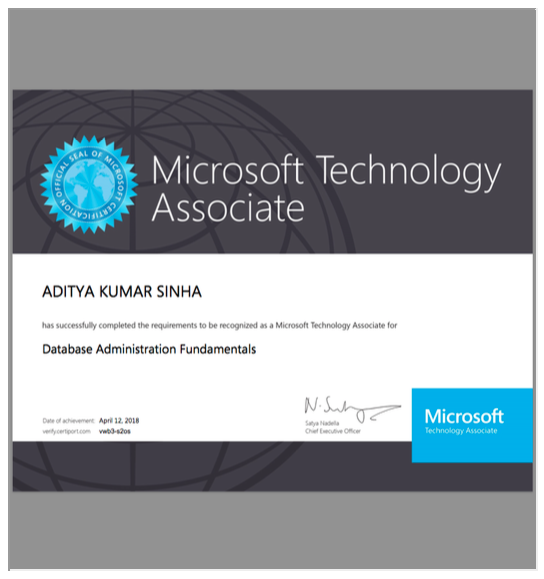 OFFICIAL SEAL OF MICROSOFT CERTIFICATION
Microsoft Technology
Associate
ADITYA KUMAR SINHA
has successfully completed the requirements to be recognized as a Microsoft Technology Associate for
Database Administration Fundamentals
Date of achievement: April 12, 2018
verify.certiport.com vwb3-s2os
N. Satya
Satya Nadella
Chief Executive Officer
Microsoft
Technology Associate